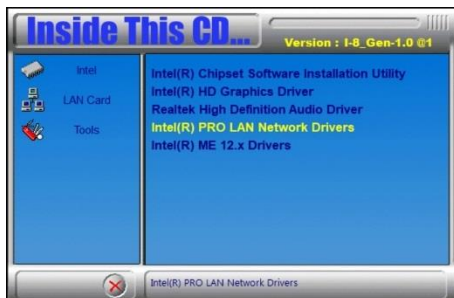 Inside This CD...
Version : I-8_Gen-1.0 @1
Intel
LAN Card
Tools
Intel(R) Chipset Software Installation Utility
Intel(R) HD Graphics Driver
Realtek High Definition Audio Driver
Intel(R) PRO LAN Network Drivers
Intel(R) ME 12.x Drivers
Intel(R) PRO LAN Network Drivers